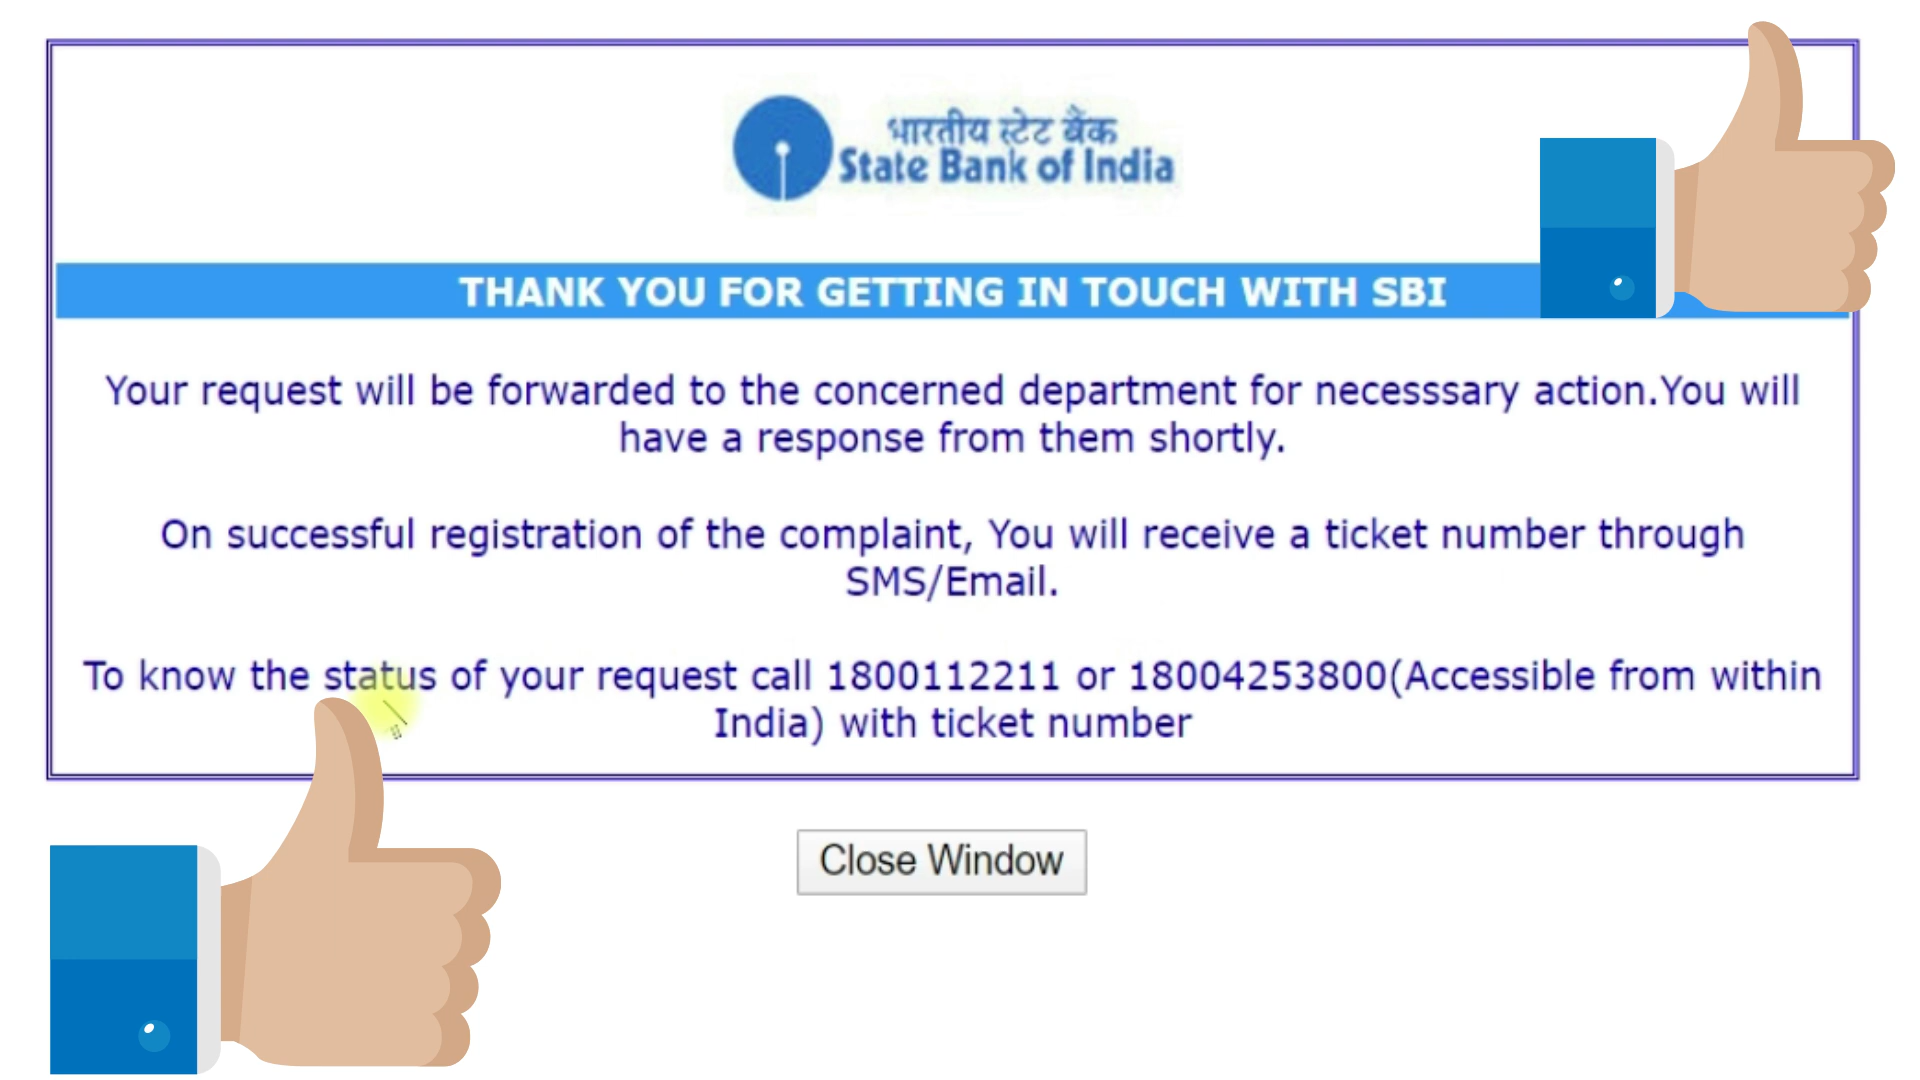 भारतीय स्टेट बैंक
State Bank of India
THANK YOU FOR GETTING IN TOUCH WITH SBI
Your request will be forwarded to the concerned department for necesssary action.You will
have a response from them shortly.
On successful registration of the complaint, You will receive a ticket number through
SMS/Email.
To know the status of your request call 1800112211 or 18004253800(Accessible from within
India) with ticket number
Close Window